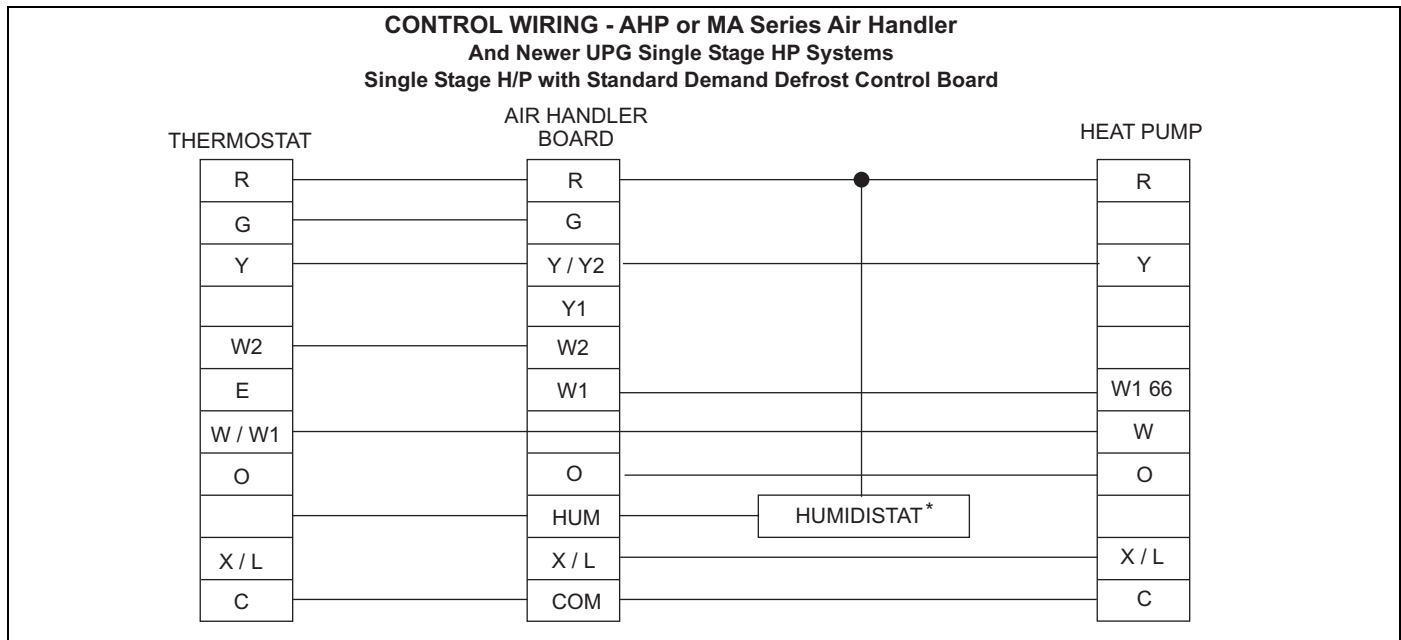 CONTROL WIRING - AHP or MA Series Air Handler
And Newer UPG Single Stage HP Systems
Single Stage H/P with Standard Demand Defrost Control Board
THERMOSTAT
AIR HANDLER
BOARD
HEAT PUMP
R R R
G G
Y Y / Y2 Y
Y1
W2 W2
E W1 W1 66
W / W1 W
O O O
HUM HUMIDISTAT*
X / L X / L X / L
C COM C